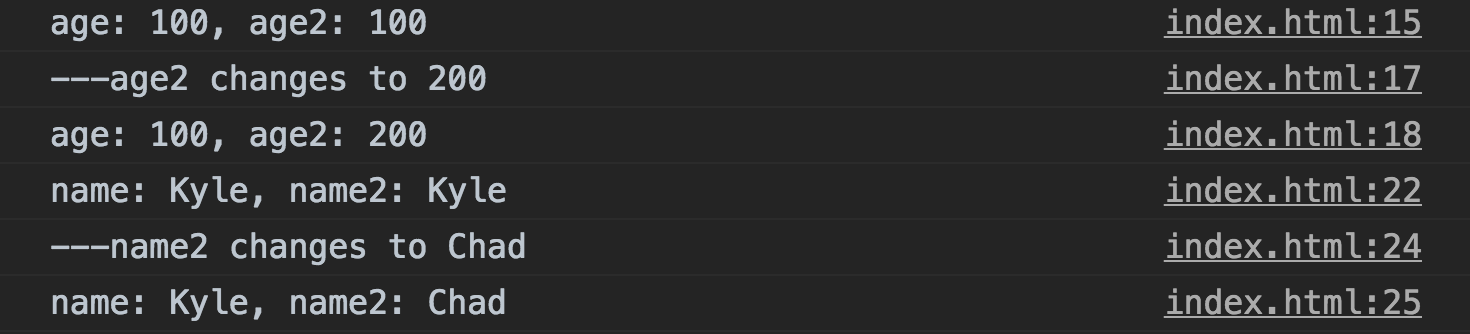 age: 100, age2: 100 index.html:15
---age2 changes to 200 index.html:17
age: 100, age2: 200 index.html:18
name: Kyle, name2: Kyle index.html:22
---name2 changes to Chad index.html:24
name: Kyle, name2: Chad index.html:25